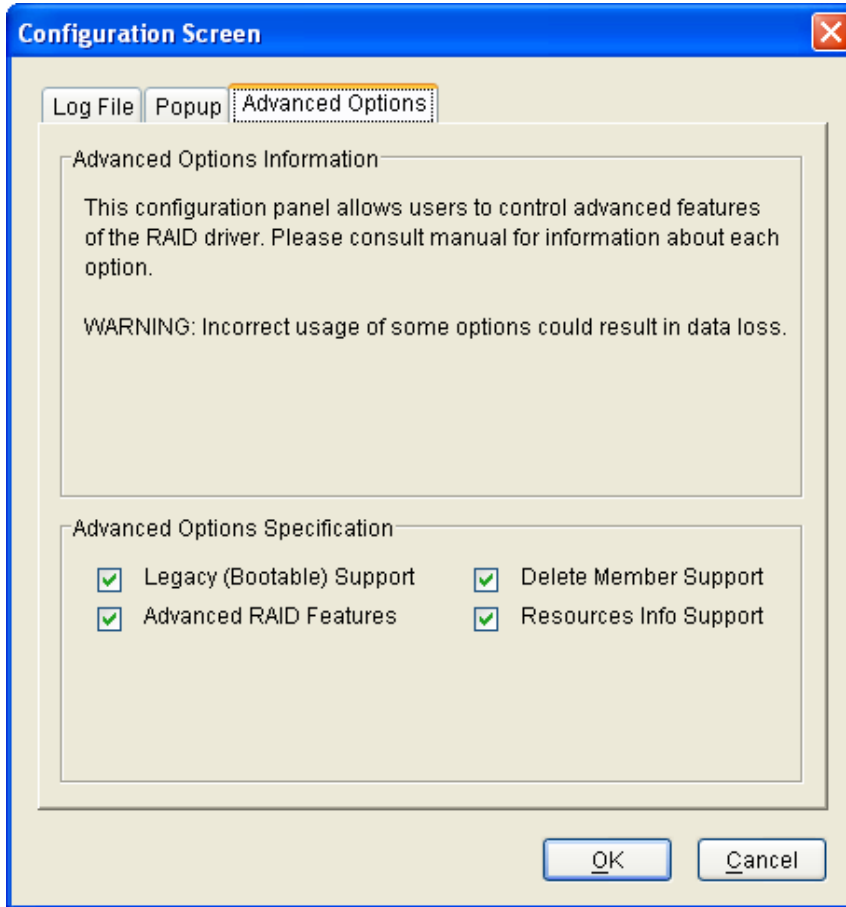 Configuration Screen
Log File
Popup
Advanced Options
Advanced Options Information
This configuration panel allows users to control advanced features
of the RAID driver. Please consult manual for information about each
option.
WARNING: Incorrect usage of some options could result in data loss.
Advanced Options Specification
Legacy (Bootable) Support
Delete Member Support
Advanced RAID Features
Resources Info Support
OK
Cancel